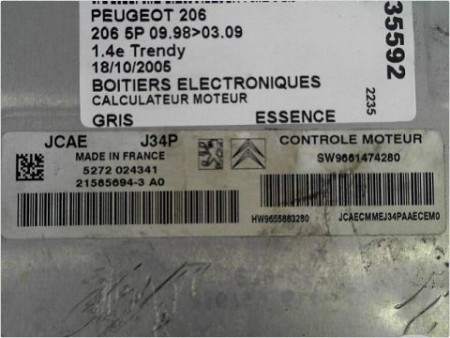 PEUGEOT 206
206 5P 09.98>03.09
1.4e Trendy
18/10/2005
BOITIERS ELECTRONIQUES
CALCULATEUR MOTEUR
GRIS ESSENCE
35592
2235
JCAE J34P
MADE IN FRANCE
5272 024341
21585694-3 A0
CONTROLE MOTEUR
SW9661474280
HW9655883280
JCAECMMEJ34PAAECEM0